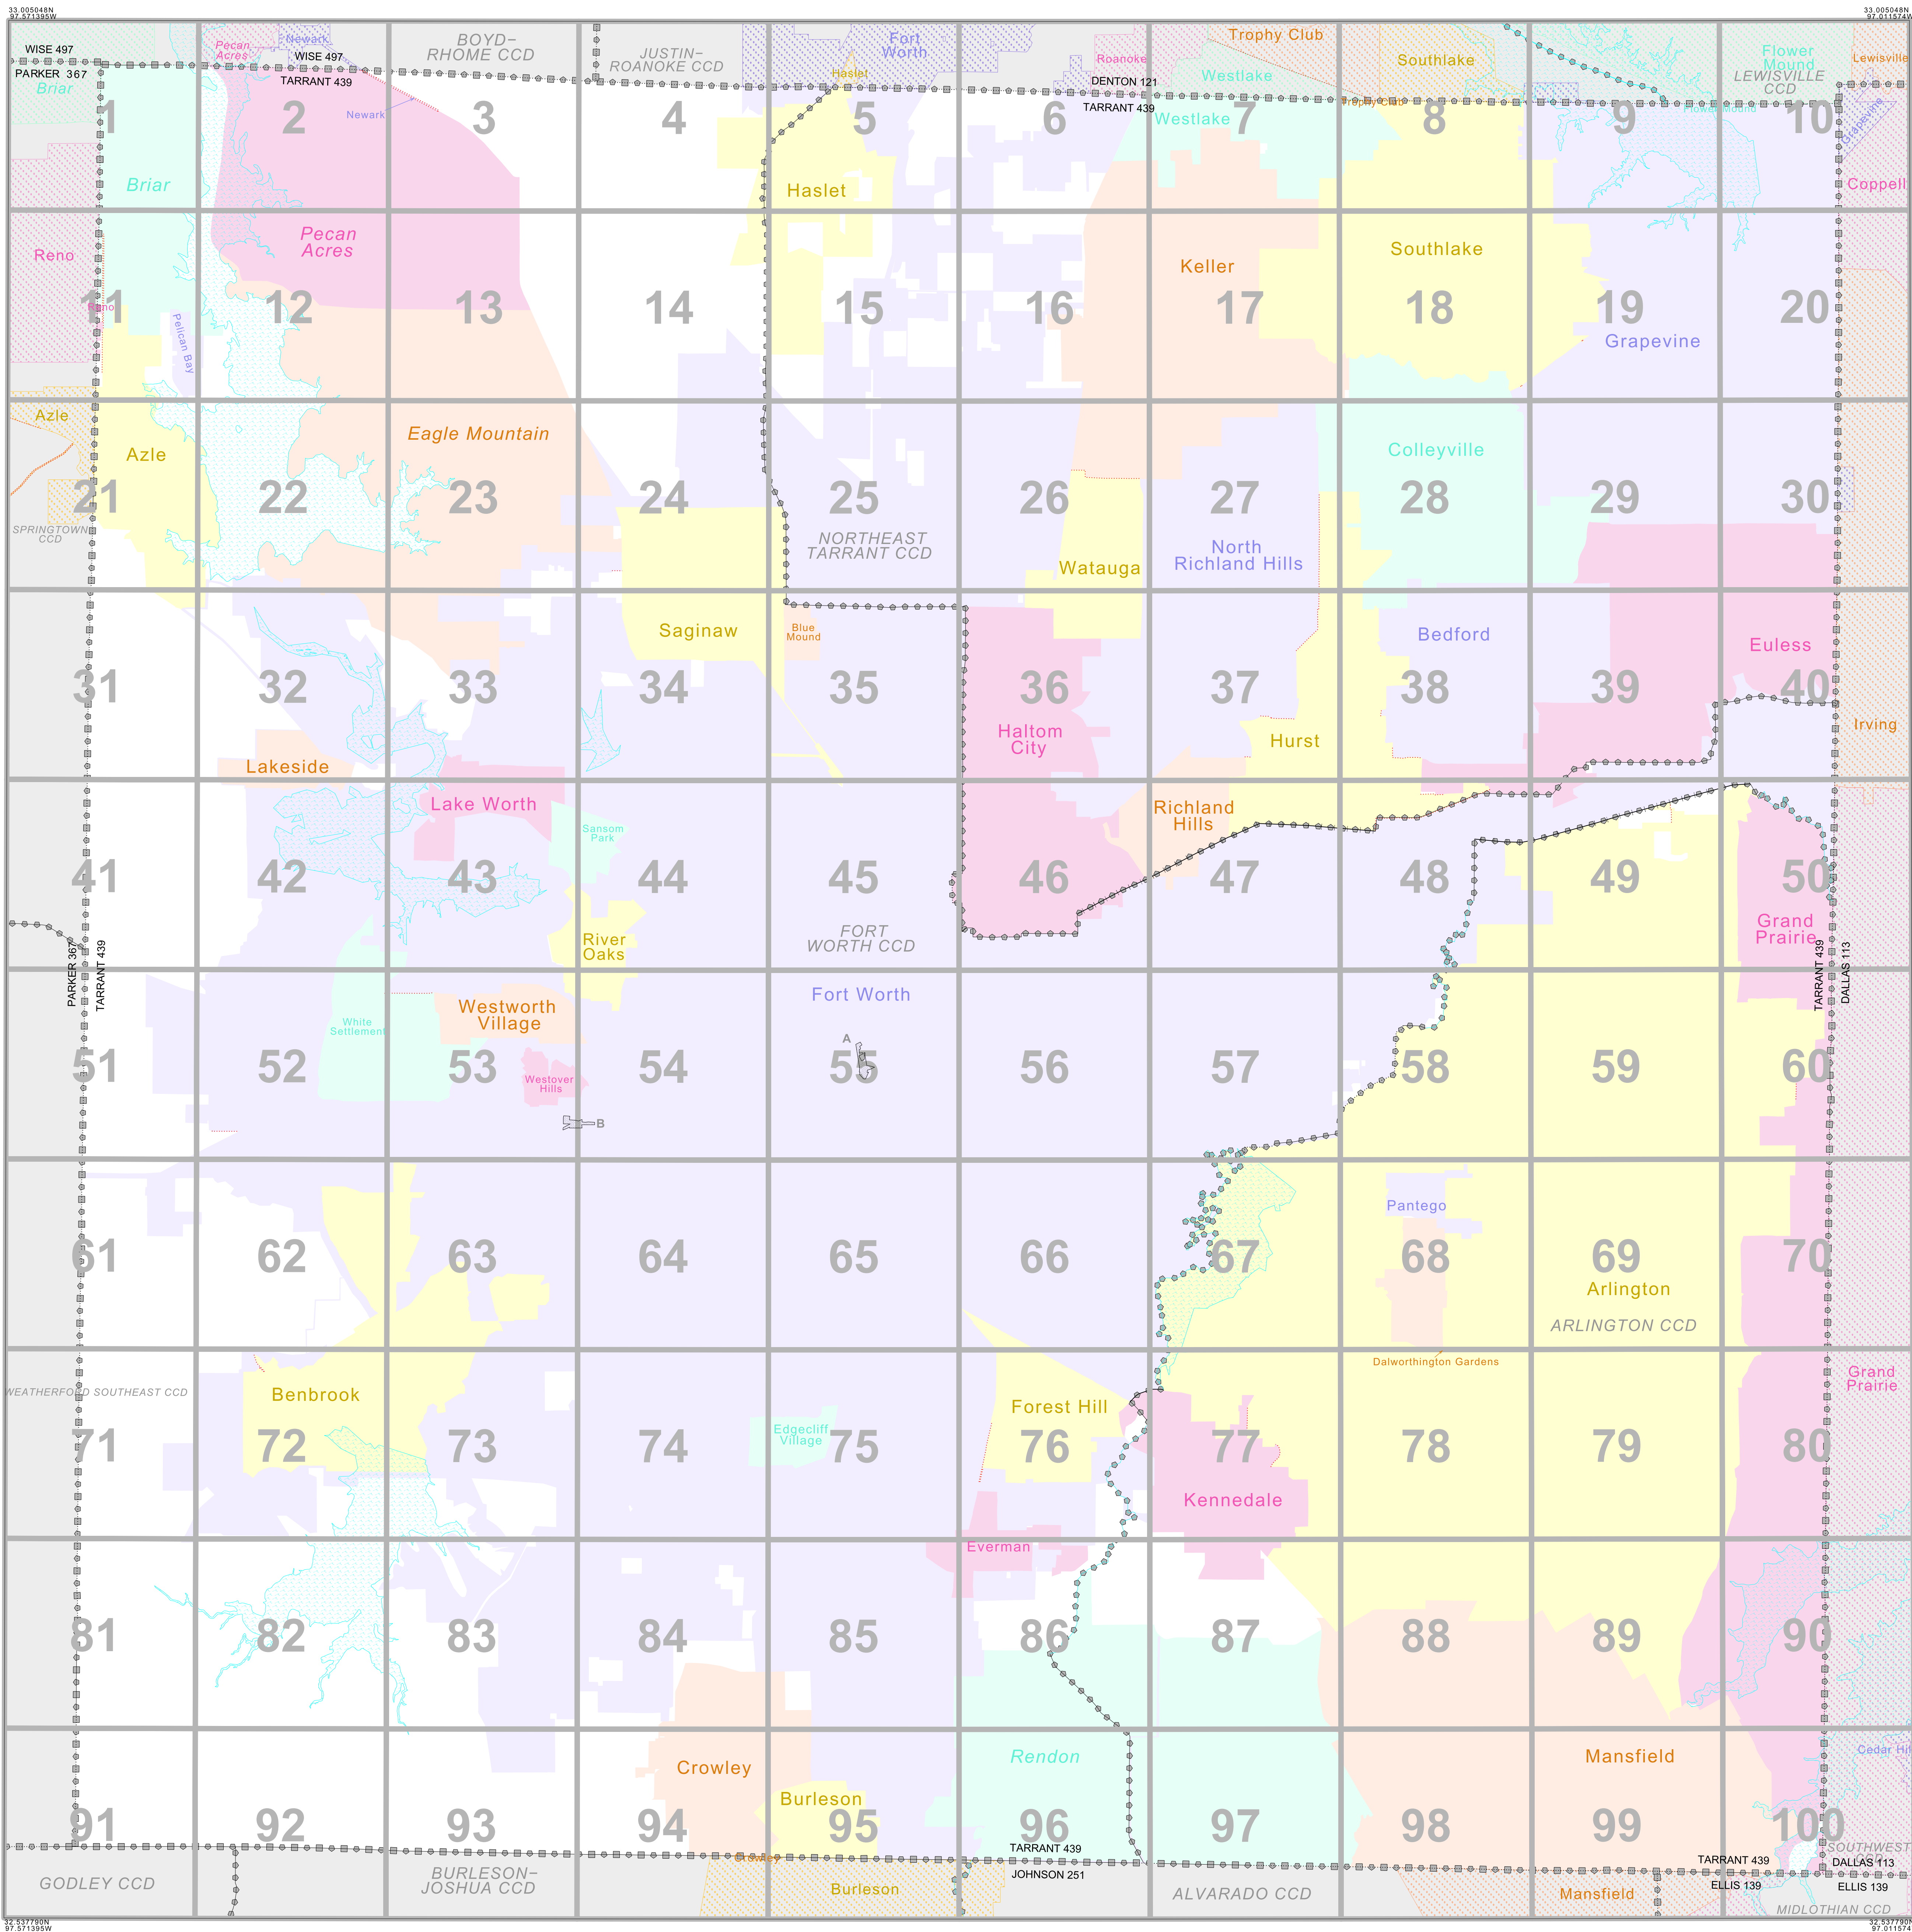 33.005048N
97.571395W
33.005048N
97.011574W
WISE 497
PARKER 367
Briar
Pecan
Acres
Newark
WISE 497
TARRANT 439
BOYD–
RHOME CCD
JUSTIN–
ROANOKE CCD
Fort
Worth
Haslet
Roanoke
DENTON 121
TARRANT 439
Trophy Club
Westlake
Southlake
Trophy Club
Flower
Mound
LEWISVILLE
CCD
Lewisville
Newark
Westlake
Flower Mound
Grapevine
1
2
3
4
5
6
7
8
9
10
Briar
Haslet
Coppell
Reno
Pecan
Acres
Keller
Southlake
Reno
11
12
13
14
15
16
17
18
19
20
Pelican Bay
Grapevine
Azle
Azle
Eagle Mountain
Colleyville
21
22
23
24
25
26
27
28
29
30
SPRINGTOWN
CCD
NORTHEAST
TARRANT CCD
North
Richland Hills
Watauga
Saginaw
Blue
Mound
Bedford
Euless
31
32
33
34
35
36
37
38
39
40
Haltom
City
Hurst
Irving
Lakeside
Lake Worth
Sansom
Park
Richland
Hills
41
42
43
44
45
46
47
48
49
50
River
Oaks
FORT
WORTH CCD
Grand
Prairie
PARKER 367
TARRANT 439
TARRANT 439
DALLAS 113
Fort Worth
Westworth
Village
White
Settlement
A
51
52
53
54
55
56
57
58
59
60
Westover
Hills
B
Pantego
61
62
63
64
65
66
67
68
69
70
Arlington
ARLINGTON CCD
Dalworthington Gardens
WEATHERFORD SOUTHEAST CCD
Benbrook
Forest Hill
Grand
Prairie
Edgecliff
Village
71
72
73
74
75
76
77
78
79
80
Kennedale
Everman
81
82
83
84
85
86
87
88
89
90
Crowley
Rendon
Mansfield
Burleson
91
92
93
94
95
96
97
98
99
100
Crowley
TARRANT 439
JOHNSON 251
TARRANT 439
ELLIS 139
SOUTHWEST
DALLAS 113
ELLIS 139
GODLEY CCD
BURLESON–
JOSHUA CCD
Burleson
ALVARADO CCD
Mansfield
MIDLOTHIAN CCD
32.537790N
97.571395W
32.537790N
97.011574